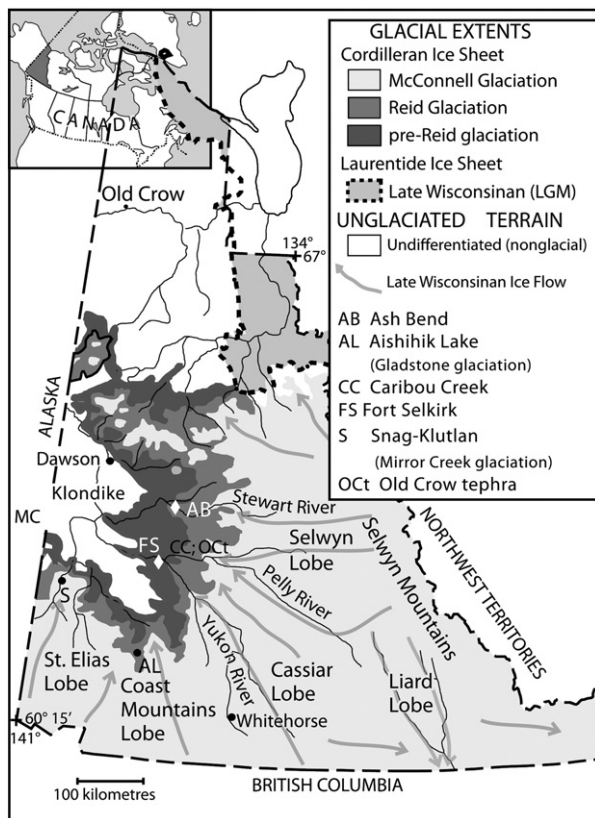 CANADA
GLACIAL EXTENTS
Cordilleran Ice Sheet
McConnell Glaciation
Reid Glaciation
pre-Reid glaciation
Laurentide Ice Sheet
Late Wisconsinan (LGM)
UNGLACIATED TERRAIN
Undifferentiated (nonglacial)
Late Wisconsinan Ice Flow
AB Ash Bend
AL Aishihik Lake
(Gladstone glaciation)
CC Caribou Creek
FS Fort Selkirk
S Snag-Klutlan
(Mirror Creek glaciation)
OCt Old Crow tephra
Old Crow
134°
67°
ALASKA
Dawson
Klondike
MC
AB
Stewart River
FS
CC; OCt
Selwyn
Lobe
Selwyn Mountains
NORTHWEST TERRITORIES
Pelly River
S
St. Elias
Lobe
AL
Coast
Mountains
Lobe
Yukon River
Cassiar
Lobe
Liard
Lobe
Whitehorse
60° 15'
141°
100 kilometres
BRITISH COLUMBIA